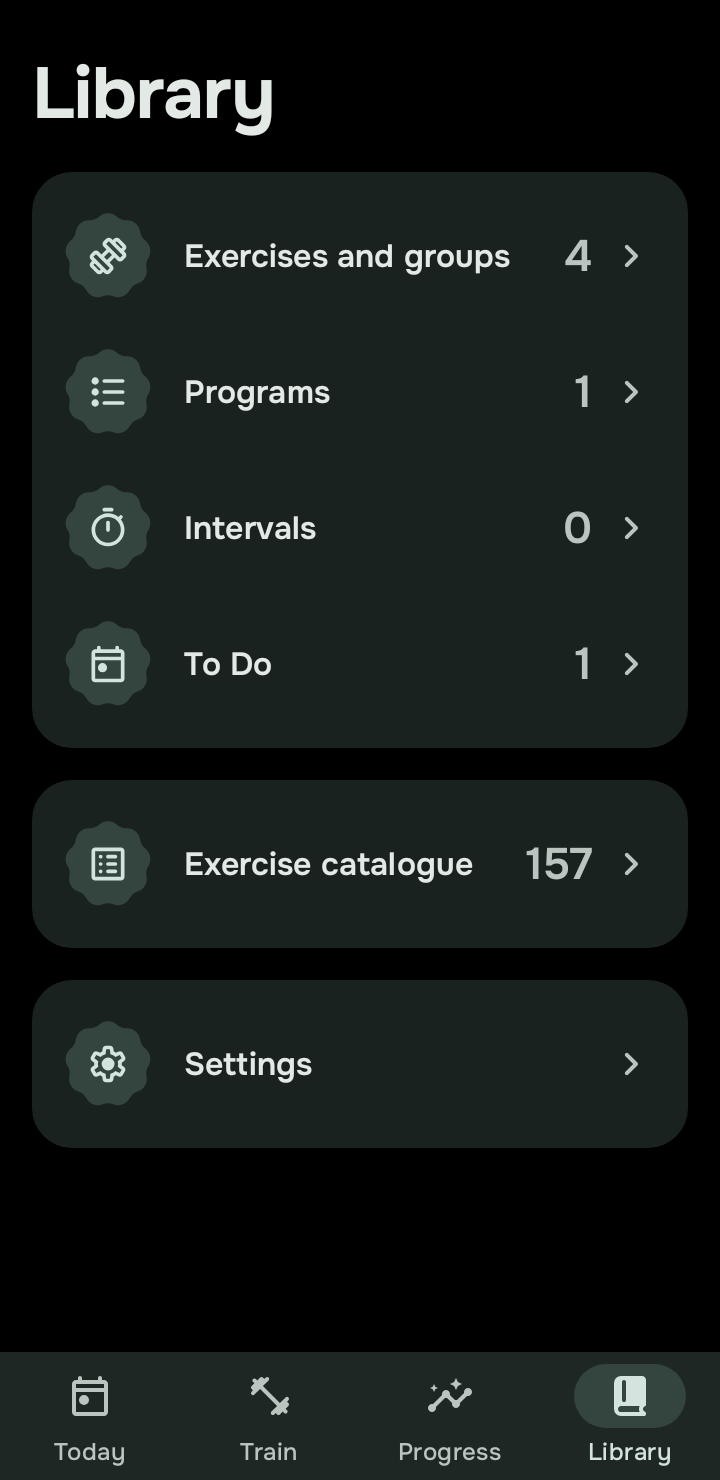 Library
Exercises and groups 4
Programs 1
Intervals 0
To Do 1
Exercise catalogue 157
Settings
Today Train Progress Library